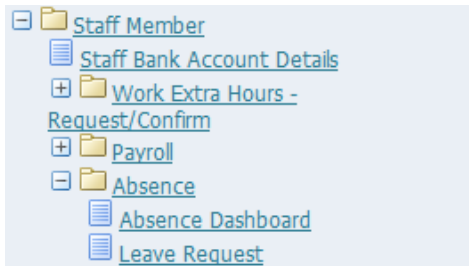 Staff Member
Staff Bank Account Details
Work Extra Hours -
Request/Confirm
Payroll
Absence
Absence Dashboard
Leave Request